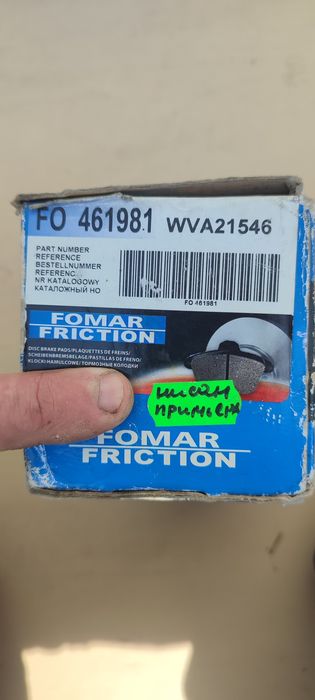 FO 461981 WVA21546
PART NUMBER
REFERENCE
BESTELLNUMMER
REFERENC
NR KATALOGOWY
КАТАЛОЖНЫЙ НО
FO 461981
FOMAR
FRICTION
DISC BRAKE PADS/PLAQUETTES DE FREINS/
SCHEIBENBREMSBELAGE/PASTILLAS DE FRENO/
KLOCKI HAMULCOWE/ ТОРМОЗНЫЕ КОЛОДКИ
нисан
примьера
FOMAR
FRICTION